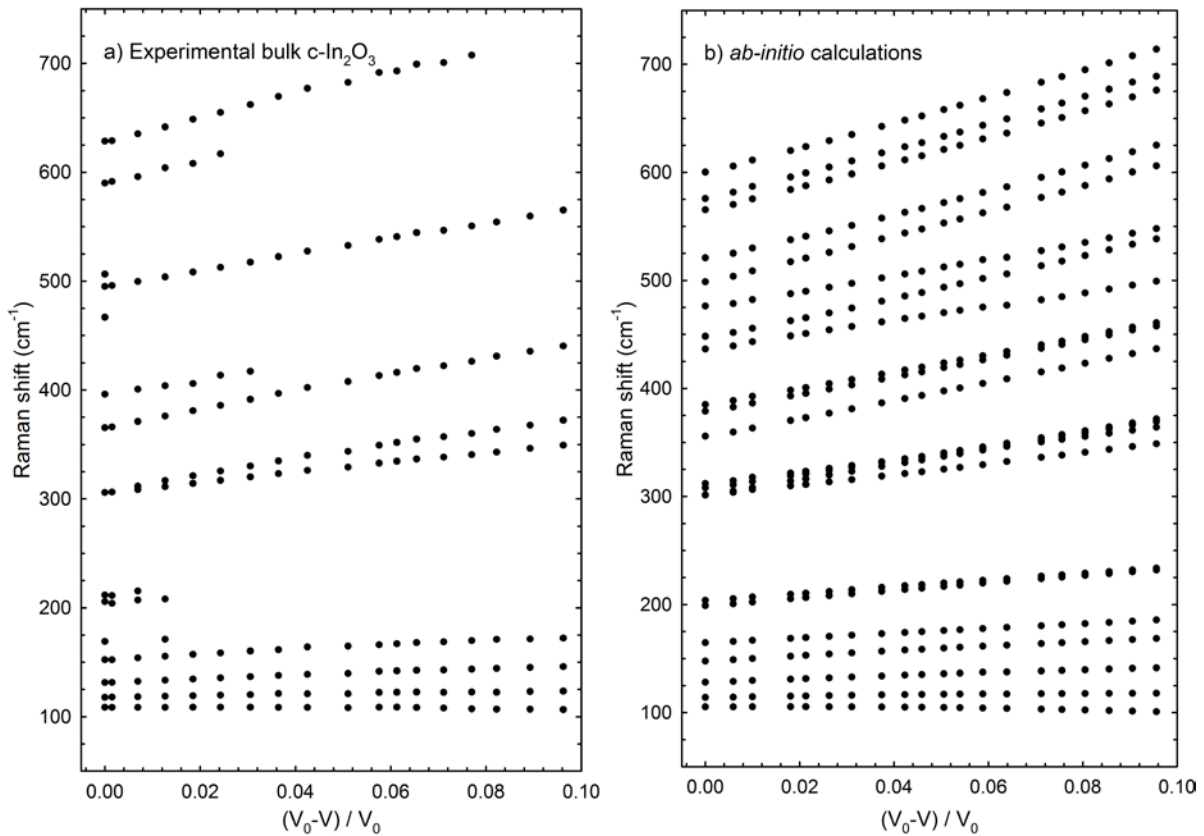 a) Experimental bulk c-In₂O₃
Raman shift (cm⁻¹)
700
600
500
400
300
200
100
0.00 0.02 0.04 0.06 0.08 0.10
(V₀-V) / V₀
b) ab-initio calculations
Raman shift (cm⁻¹)
700
600
500
400
300
200
100
0.00 0.02 0.04 0.06 0.08 0.10
(V₀-V) / V₀